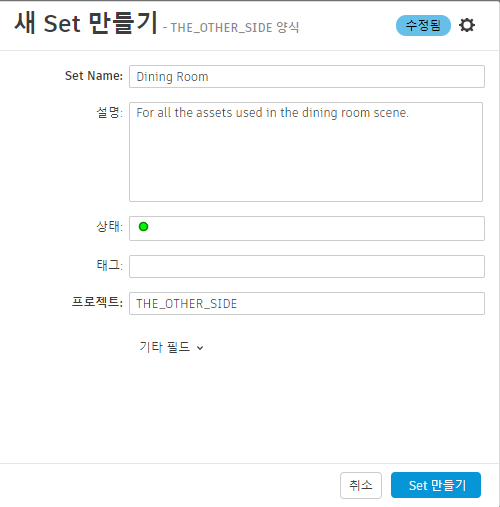 새 Set 만들기 - THE_OTHER_SIDE 양식
수정됨
Set Name: Dining Room
설명: For all the assets used in the dining room scene.
상태:
태그:
프로젝트: THE_OTHER_SIDE
기타 필드
취소
Set 만들기